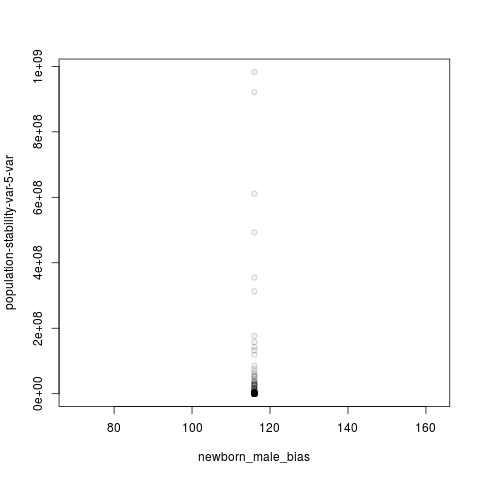 1e+09
8e+08
6e+08
4e+08
2e+08
0e+00
population-stability-var-5-var
80
100
120
140
160
newborn_male_bias